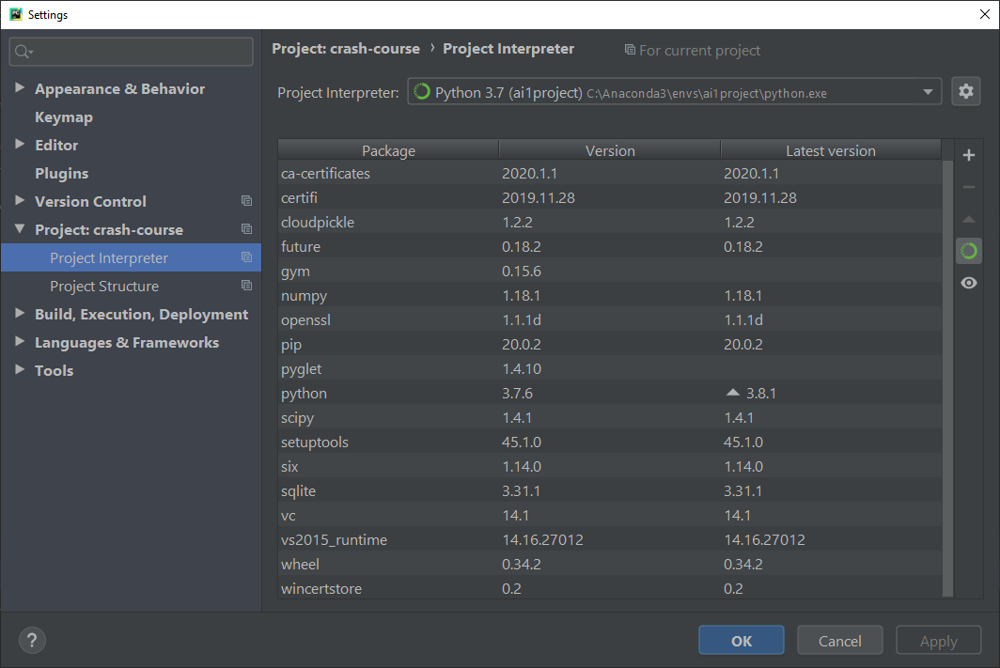 Settings
Project: crash-course › Project Interpreter For current project
Appearance & Behavior
Keymap
Editor
Plugins
Version Control
Project: crash-course
Project Interpreter
Project Structure
Build, Execution, Deployment
Languages & Frameworks
Tools
Project Interpreter: Python 3.7 (ai1project) C:\Anaconda3\envs\ai1project\python.exe
Package Version Latest version
ca-certificates 2020.1.1 2020.1.1
certifi 2019.11.28 2019.11.28
cloudpickle 1.2.2 1.2.2
future 0.18.2 0.18.2
gym 0.15.6
numpy 1.18.1 1.18.1
openssl 1.1.1d 1.1.1d
pip 20.0.2 20.0.2
pyglet 1.4.10
python 3.7.6 3.8.1
scipy 1.4.1 1.4.1
setuptools 45.1.0 45.1.0
six 1.14.0 1.14.0
sqlite 3.31.1 3.31.1
vc 14.1 14.1
vs2015_runtime 14.16.27012 14.16.27012
wheel 0.34.2 0.34.2
wincertstore 0.2 0.2
? OK Cancel Apply